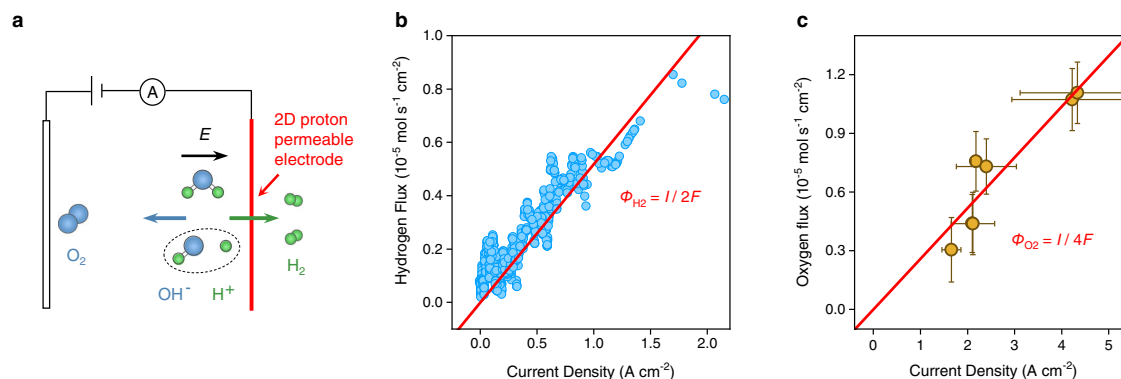 a
A
2D proton
permeable
electrode
E
O₂
OH⁻
H⁺
H₂
b
Hydrogen Flux (10⁻⁵ mol s⁻¹ cm⁻²)
1.0
0.8
0.6
0.4
0.2
0.0
Φ_H2 = I / 2F
0.0 0.5 1.0 1.5 2.0
Current Density (A cm⁻²)
c
Oxygen flux (10⁻⁵ mol s⁻¹ cm⁻²)
1.2
0.9
0.6
0.3
0.0
Φ_O2 = I / 4F
0 1 2 3 4 5
Current Density (A cm⁻²)